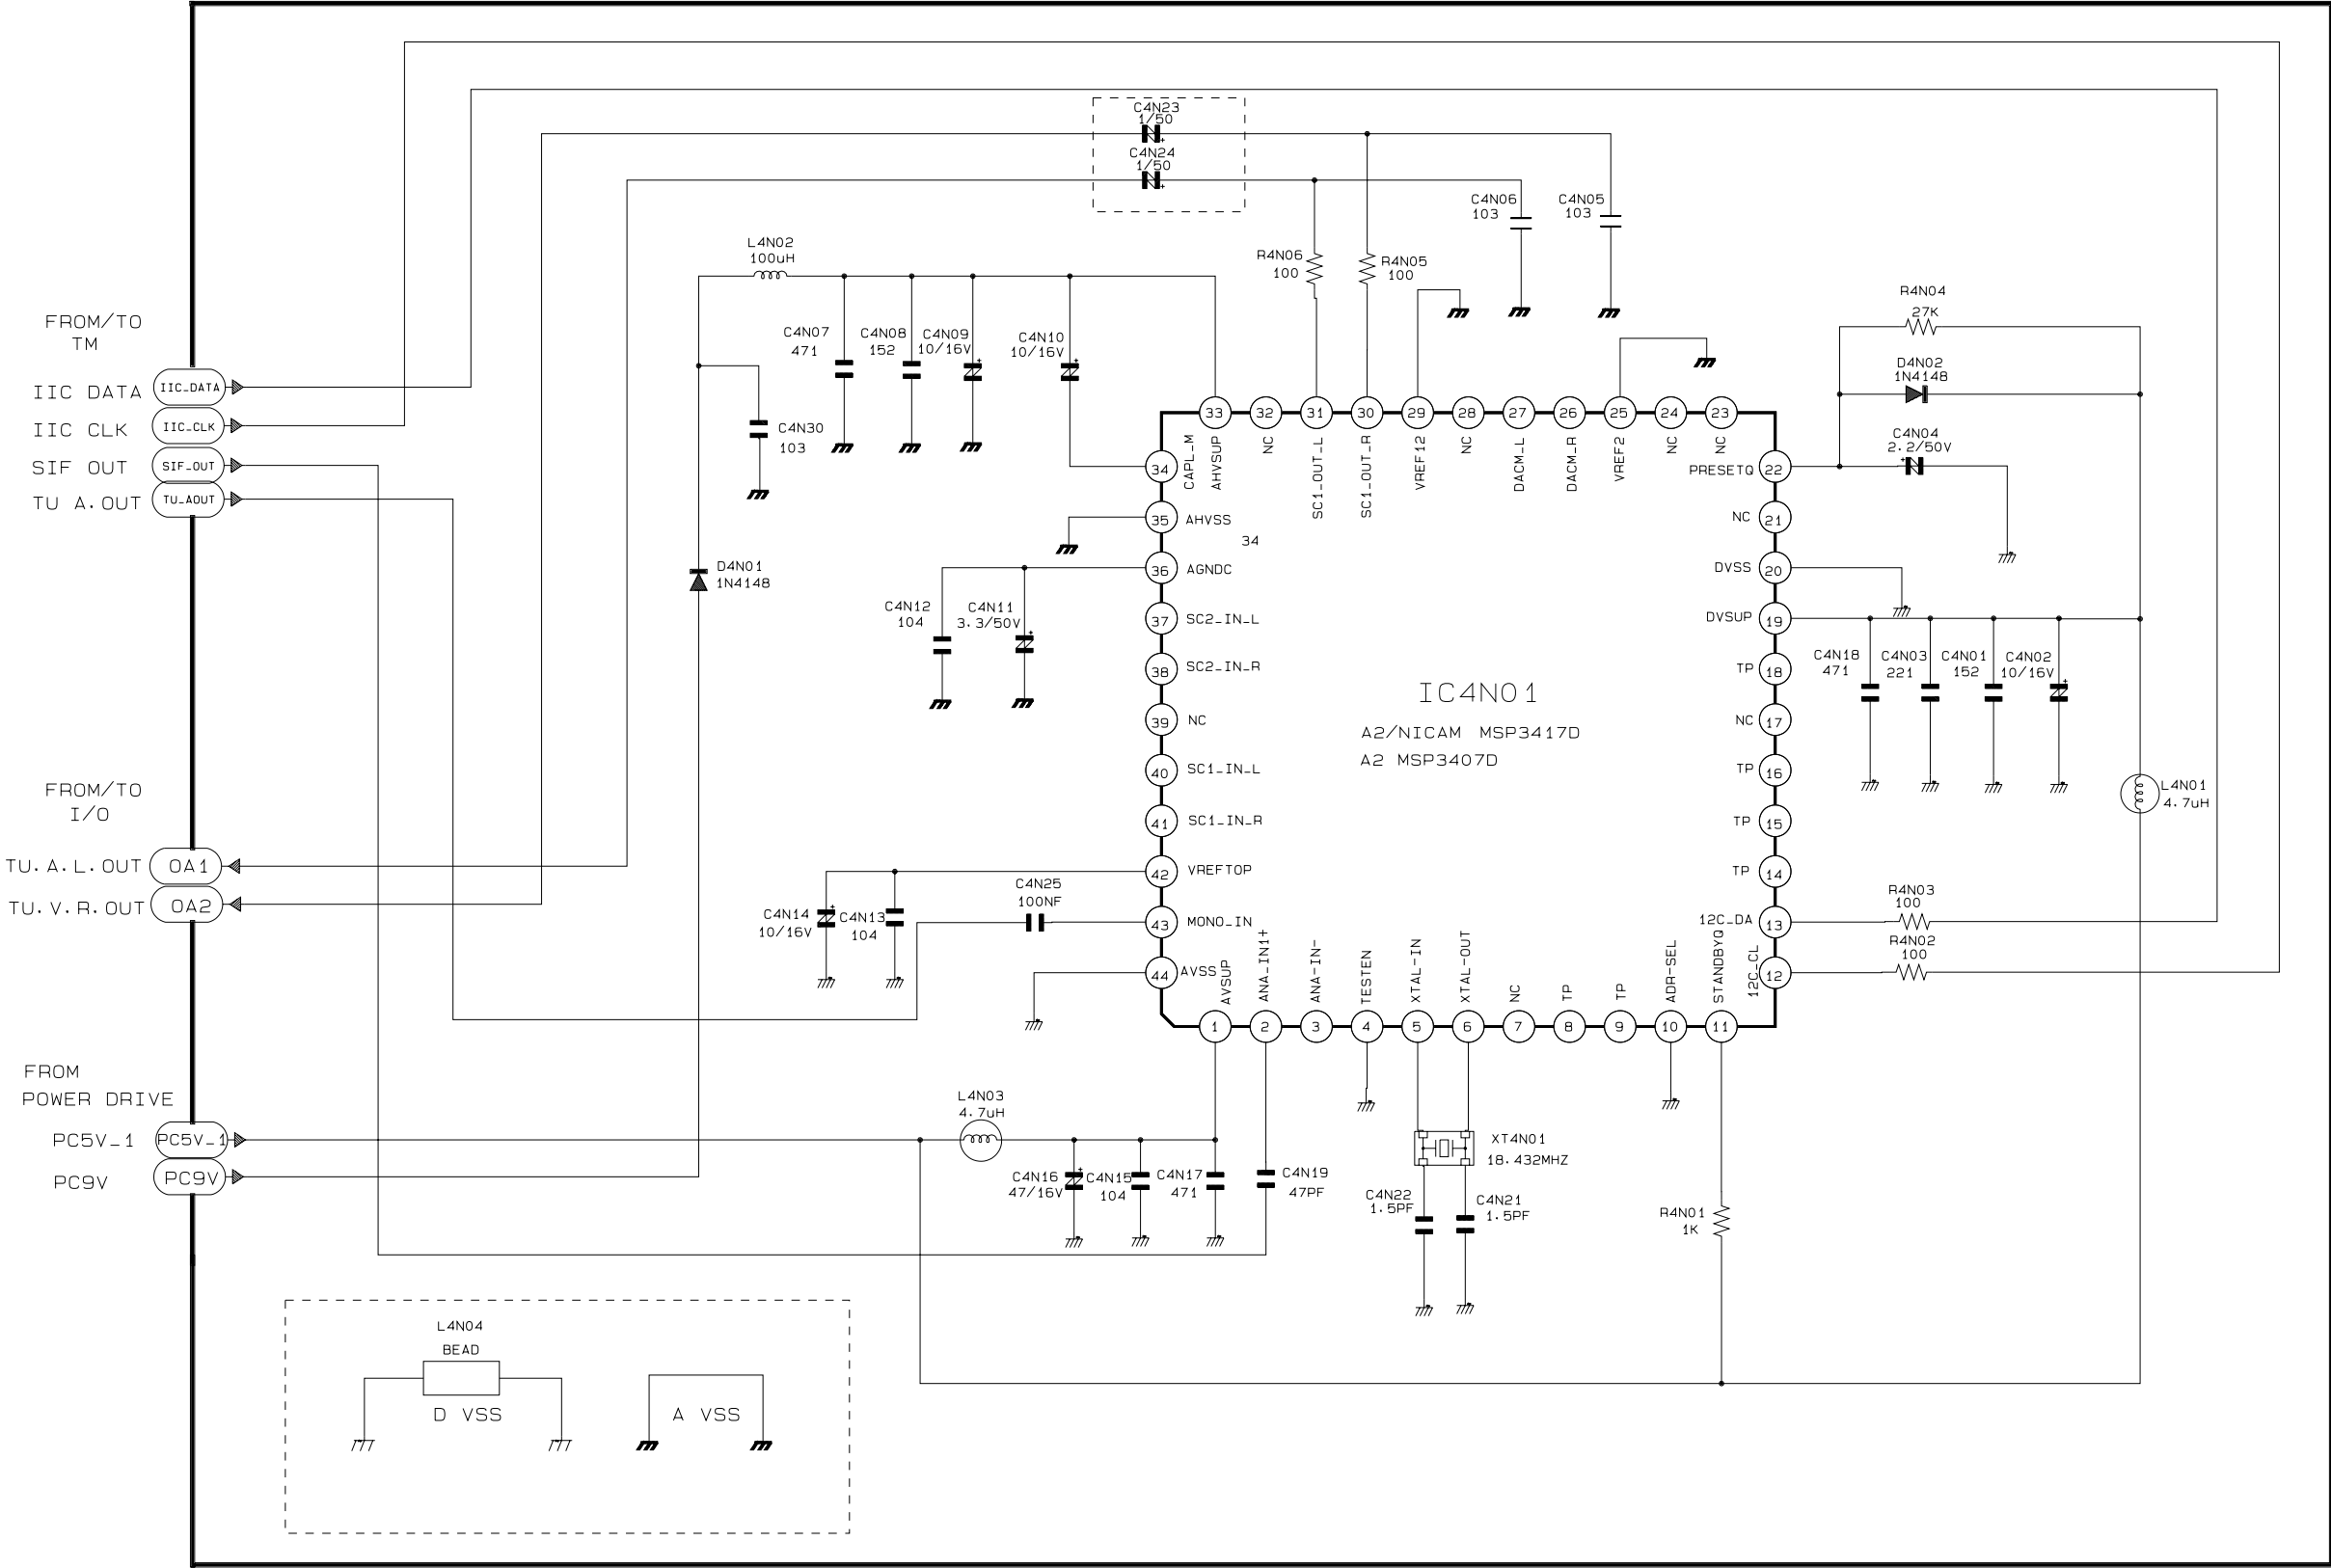 C4N23
1/50
C4N24
1/50
C4N06
103
C4N05
103
L4N02
100uH
R4N06
100
R4N05
100
R4N04
27K
D4N02
1N4148
C4N04
2.2/50V
FROM/TO
TM
IIC DATA
IIC_DATA
IIC CLK
IIC_CLK
SIF OUT
SIF_OUT
TU A.OUT
TU_AOUT
C4N07
471
C4N08
152
C4N09
10/16V
C4N10
10/16V
C4N30
103
D4N01
1N4148
C4N12
104
C4N11
3.3/50V
33
32
31
30
29
28
27
26
25
24
23
AHVSUP
NC
SC1_OUT_L
SC1_OUT_R
VREF12
NC
DACM_L
DACM_R
VREF2
NC
NC
34
CAPL_M
35
AHVSS
34
36
AGNDC
37
SC2_IN_L
38
SC2_IN_R
39
NC
40
SC1_IN_L
41
SC1_IN_R
42
VREFTOP
43
MONO_IN
44
AVSS
IC4N01
A2/NICAM MSP3417D
A2 MSP3407D
PRESETQ
22
NC
21
DVSS
20
DVSUP
19
TP
18
NC
17
TP
16
TP
15
TP
14
12C_DA
13
12C_CL
12
C4N18
471
C4N03
221
C4N01
152
C4N02
10/16V
L4N01
4.7uH
R4N03
100
R4N02
100
FROM/TO
I/O
TU.A.L.OUT
OA1
TU.V.R.OUT
OA2
C4N14
10/16V
C4N13
104
C4N25
100NF
AVSUP
ANA_IN1+
ANA-IN-
TESTEN
XTAL-IN
XTAL-OUT
NC
TP
TP
ADR-SEL
STANDBYQ
1
2
3
4
5
6
7
8
9
10
11
FROM
POWER DRIVE
PC5V_1
PC5V_1
PC9V
PC9V
L4N03
4.7uH
C4N16
47/16V
C4N15
104
C4N17
471
C4N19
47PF
XT4N01
18.432MHZ
C4N22
1.5PF
C4N21
1.5PF
R4N01
1K
L4N04
BEAD
D VSS
A VSS